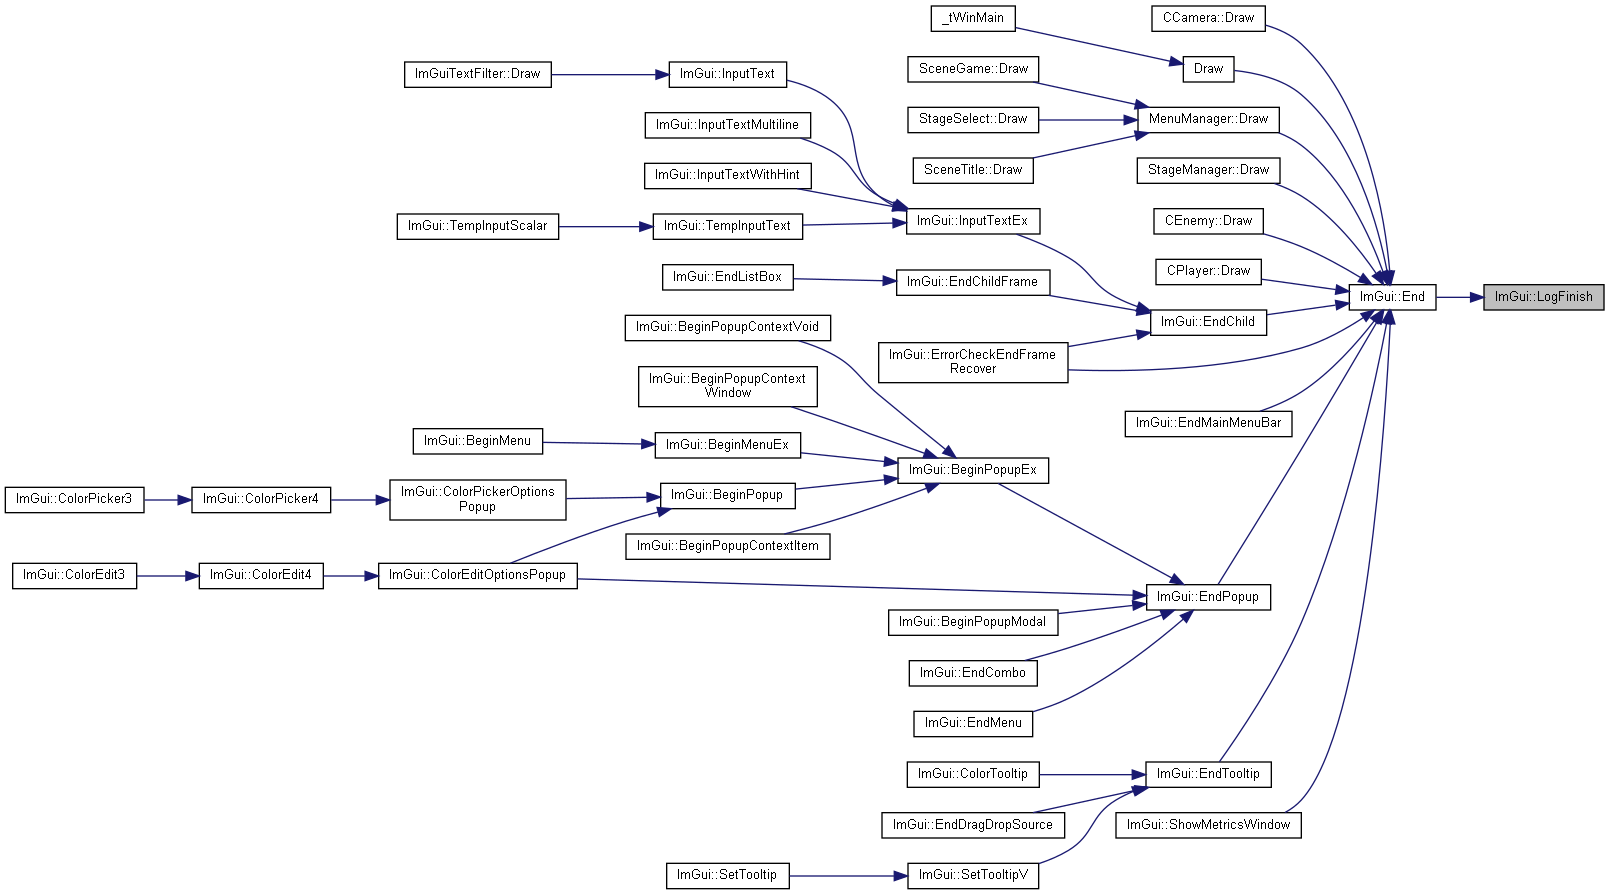 _tWinMain
CCamera::Draw
ImGuiTextFilter::Draw
ImGui::InputText
SceneGame::Draw
Draw
ImGui::InputTextMultiline
StageSelect::Draw
MenuManager::Draw
ImGui::InputTextWithHint
SceneTitle::Draw
StageManager::Draw
ImGui::TempInputScalar
ImGui::TempInputText
ImGui::InputTextEx
CEnemy::Draw
ImGui::EndListBox
ImGui::EndChildFrame
CPlayer::Draw
ImGui::End
ImGui::LogFinish
ImGui::BeginPopupContextVoid
ImGui::EndChild
ImGui::ErrorCheckEndFrame
Recover
ImGui::BeginPopupContext
Window
ImGui::EndMainMenuBar
ImGui::BeginMenu
ImGui::BeginMenuEx
ImGui::BeginPopupEx
ImGui::ColorPicker3
ImGui::ColorPicker4
ImGui::ColorPickerOptions
Popup
ImGui::BeginPopup
ImGui::BeginPopupContextItem
ImGui::ColorEdit3
ImGui::ColorEdit4
ImGui::ColorEditOptionsPopup
ImGui::EndPopup
ImGui::BeginPopupModal
ImGui::EndCombo
ImGui::EndMenu
ImGui::ColorTooltip
ImGui::EndTooltip
ImGui::EndDragDropSource
ImGui::ShowMetricsWindow
ImGui::SetTooltip
ImGui::SetTooltipV